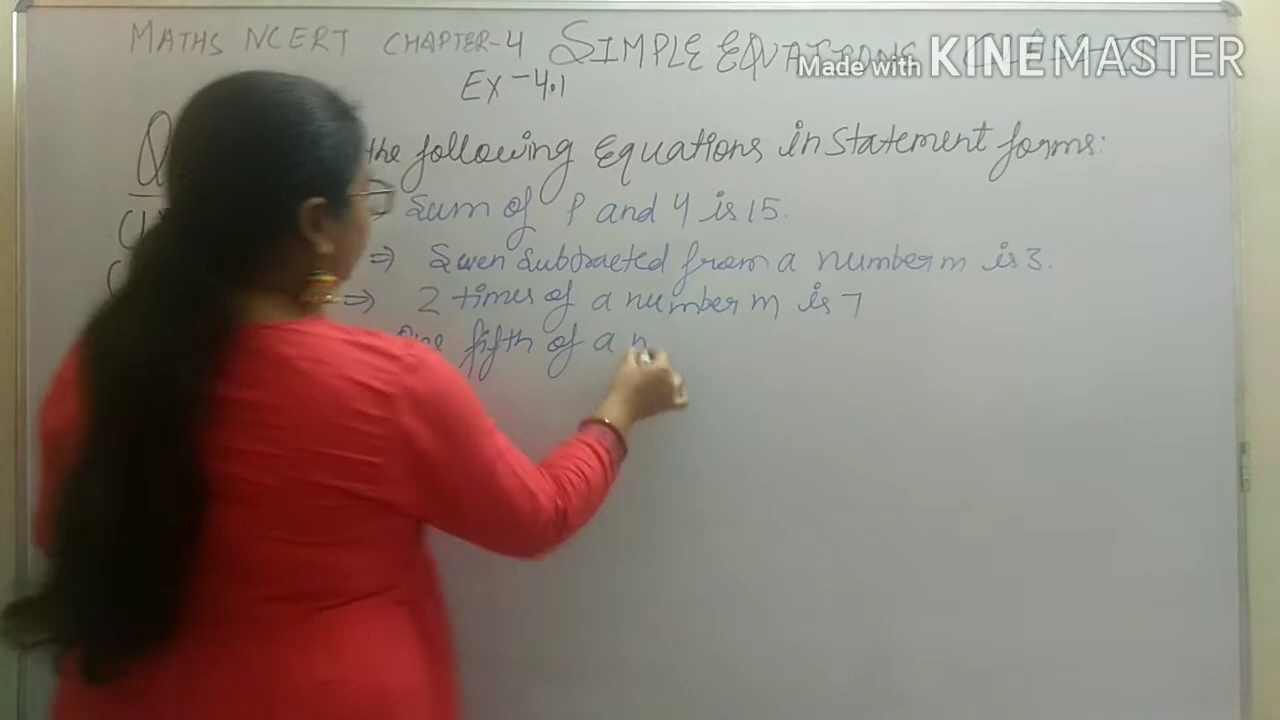 MATHS NCERT CHAPTER-4 SIMPLE EQUATIONS
Made with KINEMASTER
EX-4.1
Q the following Equations in Statement forms:
Sum of P and 4 is 15.
⇒ Seven Subtracted from a number m is 3.
⇒ 2 times of a number m is 7
fifth of a n